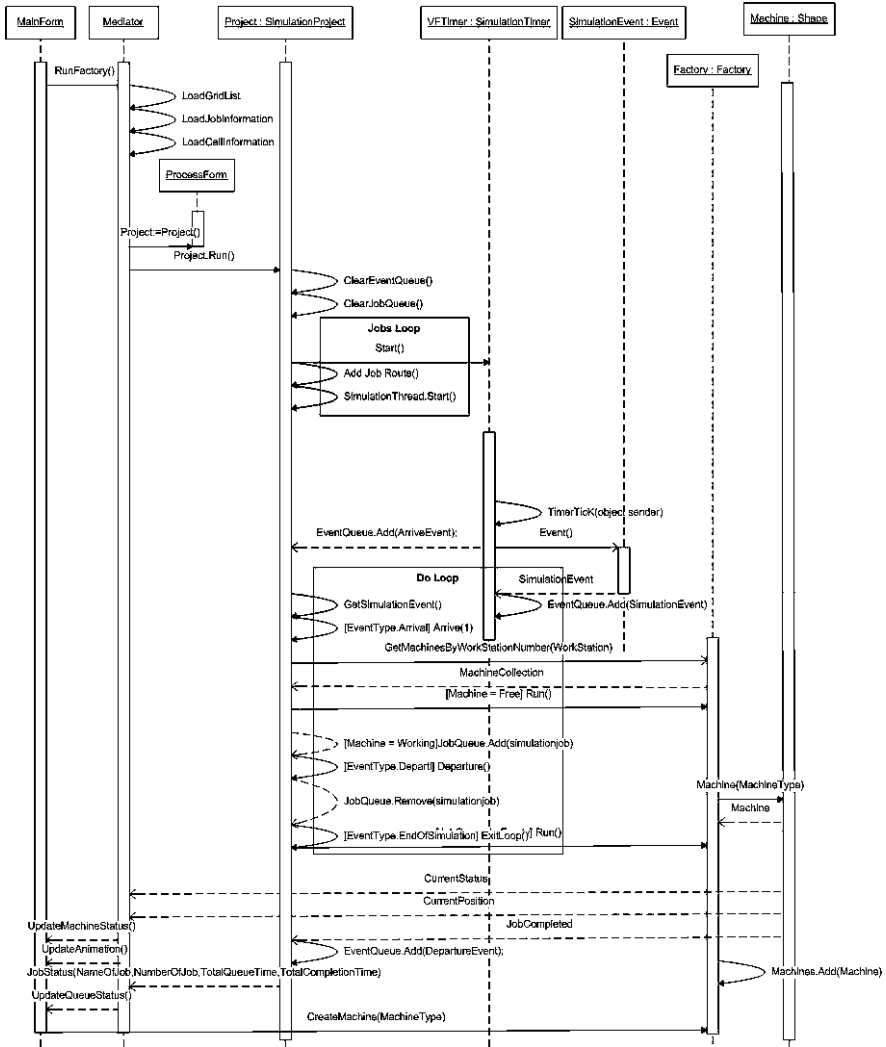 MainForm
Mediator
Project : SimulationProject
VFTimer : SimulationTimer
SimulationEvent : Event
Machine : Shape
Factory : Factory
RunFactory()
LoadGridList
LoadJobInformation
LoadCellInformation
ProcessForm
Project:=Project()
Project.Run()
ClearEventQueue()
ClearJobQueue()
Jobs Loop
Start()
Add Job Route()
SimulationThread.Start()
TimerTicK(object sender)
EventQueue.Add(ArriveEvent);
Event()
Do Loop
SimulationEvent
GetSimulationEvent()
EventQueue.Add(SimulationEvent)
[EventType.Arrival] Arrive(1)
GetMachinesByWorkStationNumber(WorkStation)
MachineCollection
[Machine = Free] Run()
[Machine = Working]JobQueue.Add(simulationjob)
[EventType.Depart] Departure()
Machine(MachineType)
JobQueue.Remove(simulationjob)
Machine
[EventType.EndOfSimulation] ExitLoop() Run()
CurrentStatus
CurrentPosition
UpdateMachineStatus()
JobCompleted
UpdateAnimation()
EventQueue.Add(DepartureEvent);
JobStatus(NameOfJob,NumberOfJob,TotalQueueTime,TotalCompletionTime)
Machines.Add(Machine)
UpdateQueueStatus()
CreateMachine(MachineType)